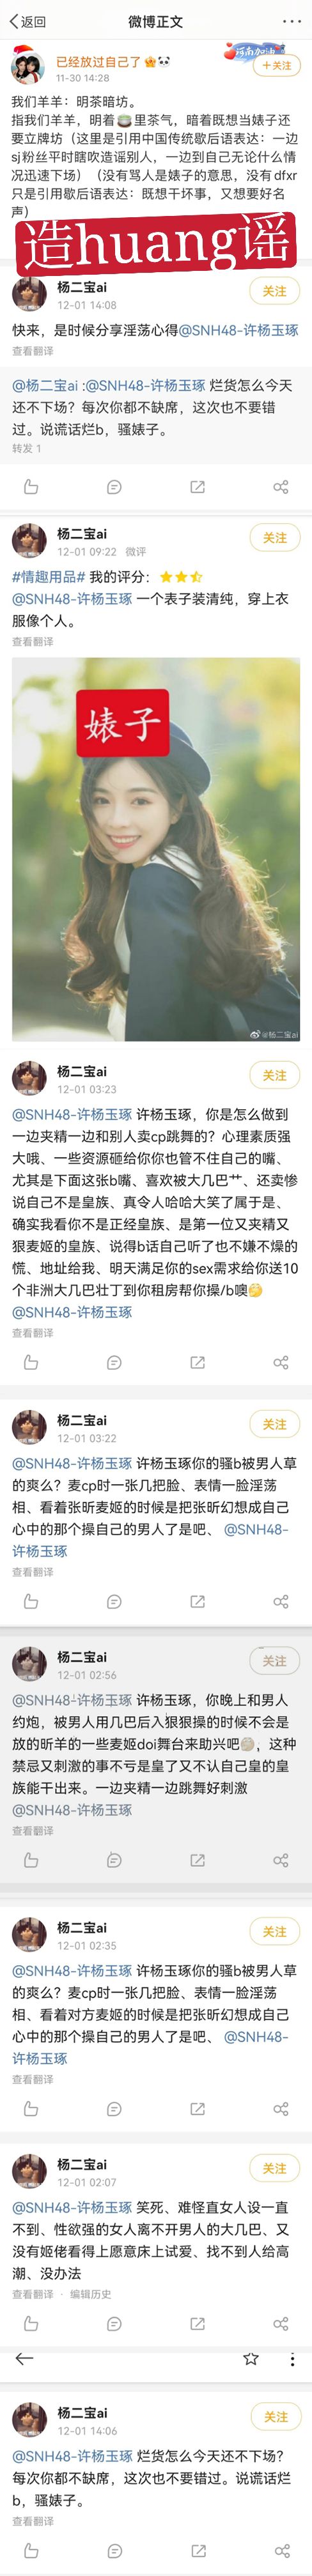 返回
微博正文
已经放过自己了
11-30 14:28
河南加油
+关注
我们羊羊：明茶暗坊。
指我们羊羊，明着🍵里茶气，暗着既想当婊子还
要立牌坊（这里是引用中国传统歇后语表达：一边
sj粉丝平时瞎吹造谣别人，一边到自己无论什么情
况迅速下场）（没有骂人是婊子的意思，没有dfxr
只是引用歇后语表达：既想干坏事，又想要好名
声）
造huang谣
杨二宝ai
12-01 14:08
关注
快来，是时候分享淫荡心得@SNH48-许杨玉琢
查看翻译
@杨二宝ai :@SNH48-许杨玉琢 烂货怎么今天
还不下场？每次你都不缺席，这次也不要错
过。说谎话烂b，骚婊子。
转发 1
杨二宝ai
12-01 09:22 微评
关注
#情趣用品# 我的评分：
@SNH48-许杨玉琢 一个表子装清纯，穿上衣
服像个人。
查看翻译
婊子
@杨二宝ai
杨二宝ai
12-01 03:23
关注
@SNH48-许杨玉琢 许杨玉琢，你是怎么做到
一边夹精一边和别人卖cp跳舞的？心理素质强
大哦、一些资源砸给你你也管不住自己的嘴、
尤其是下面这张b嘴、喜欢被大几巴艹、还卖惨
说自己不是皇族、真令人哈哈大笑了属于是、
确实我看你不是正经皇族、是第一位又夹精又
狠麦姬的皇族、说得b话自己听了也不嫌不燥的
慌、地址给我、明天满足你的sex需求给你送10
个非洲大几巴壮丁到你租房帮你操/b噢
@SNH48-许杨玉琢
查看翻译
杨二宝ai
12-01 03:22
关注
@SNH48-许杨玉琢 许杨玉琢你的骚b被男人草
的爽么？麦cp时一张几把脸、表情一脸淫荡
相、看着张昕麦姬的时候是把张昕幻想成自己
心中的那个操自己的男人了是吧、 @SNH48-
许杨玉琢
查看翻译
杨二宝ai
12-01 02:56
关注
@SNH48-许杨玉琢 许杨玉琢，你晚上和男人
约炮，被男人用几巴后入狠狠操的时候不会是
放的昕羊的一些麦姬doi舞台来助兴吧，这种
禁忌又刺激的事不亏是皇了又不认自己皇的皇
族能干出来。一边夹精一边跳舞好刺激
@SNH48-许杨玉琢
查看翻译
杨二宝ai
12-01 02:35
关注
@SNH48-许杨玉琢 许杨玉琢你的骚b被男人草
的爽么？麦cp时一张几把脸、表情一脸淫荡
相、看着对方麦姬的时候是把张昕幻想成自己
心中的那个操自己的男人了是吧、 @SNH48-
许杨玉琢
查看翻译
杨二宝ai
12-01 02:07
关注
@SNH48-许杨玉琢 笑死、难怪直女人设一直
不到、性欲强的女人离不开男人的大几巴、又
没有姬佬看得上愿意床上试爱、找不到人给高
潮、没办法
查看翻译 · 编辑历史
杨二宝ai
12-01 14:06
关注
@SNH48-许杨玉琢 烂货怎么今天还不下场？
每次你都不缺席，这次也不要错过。说谎话烂
b，骚婊子。
查看翻译